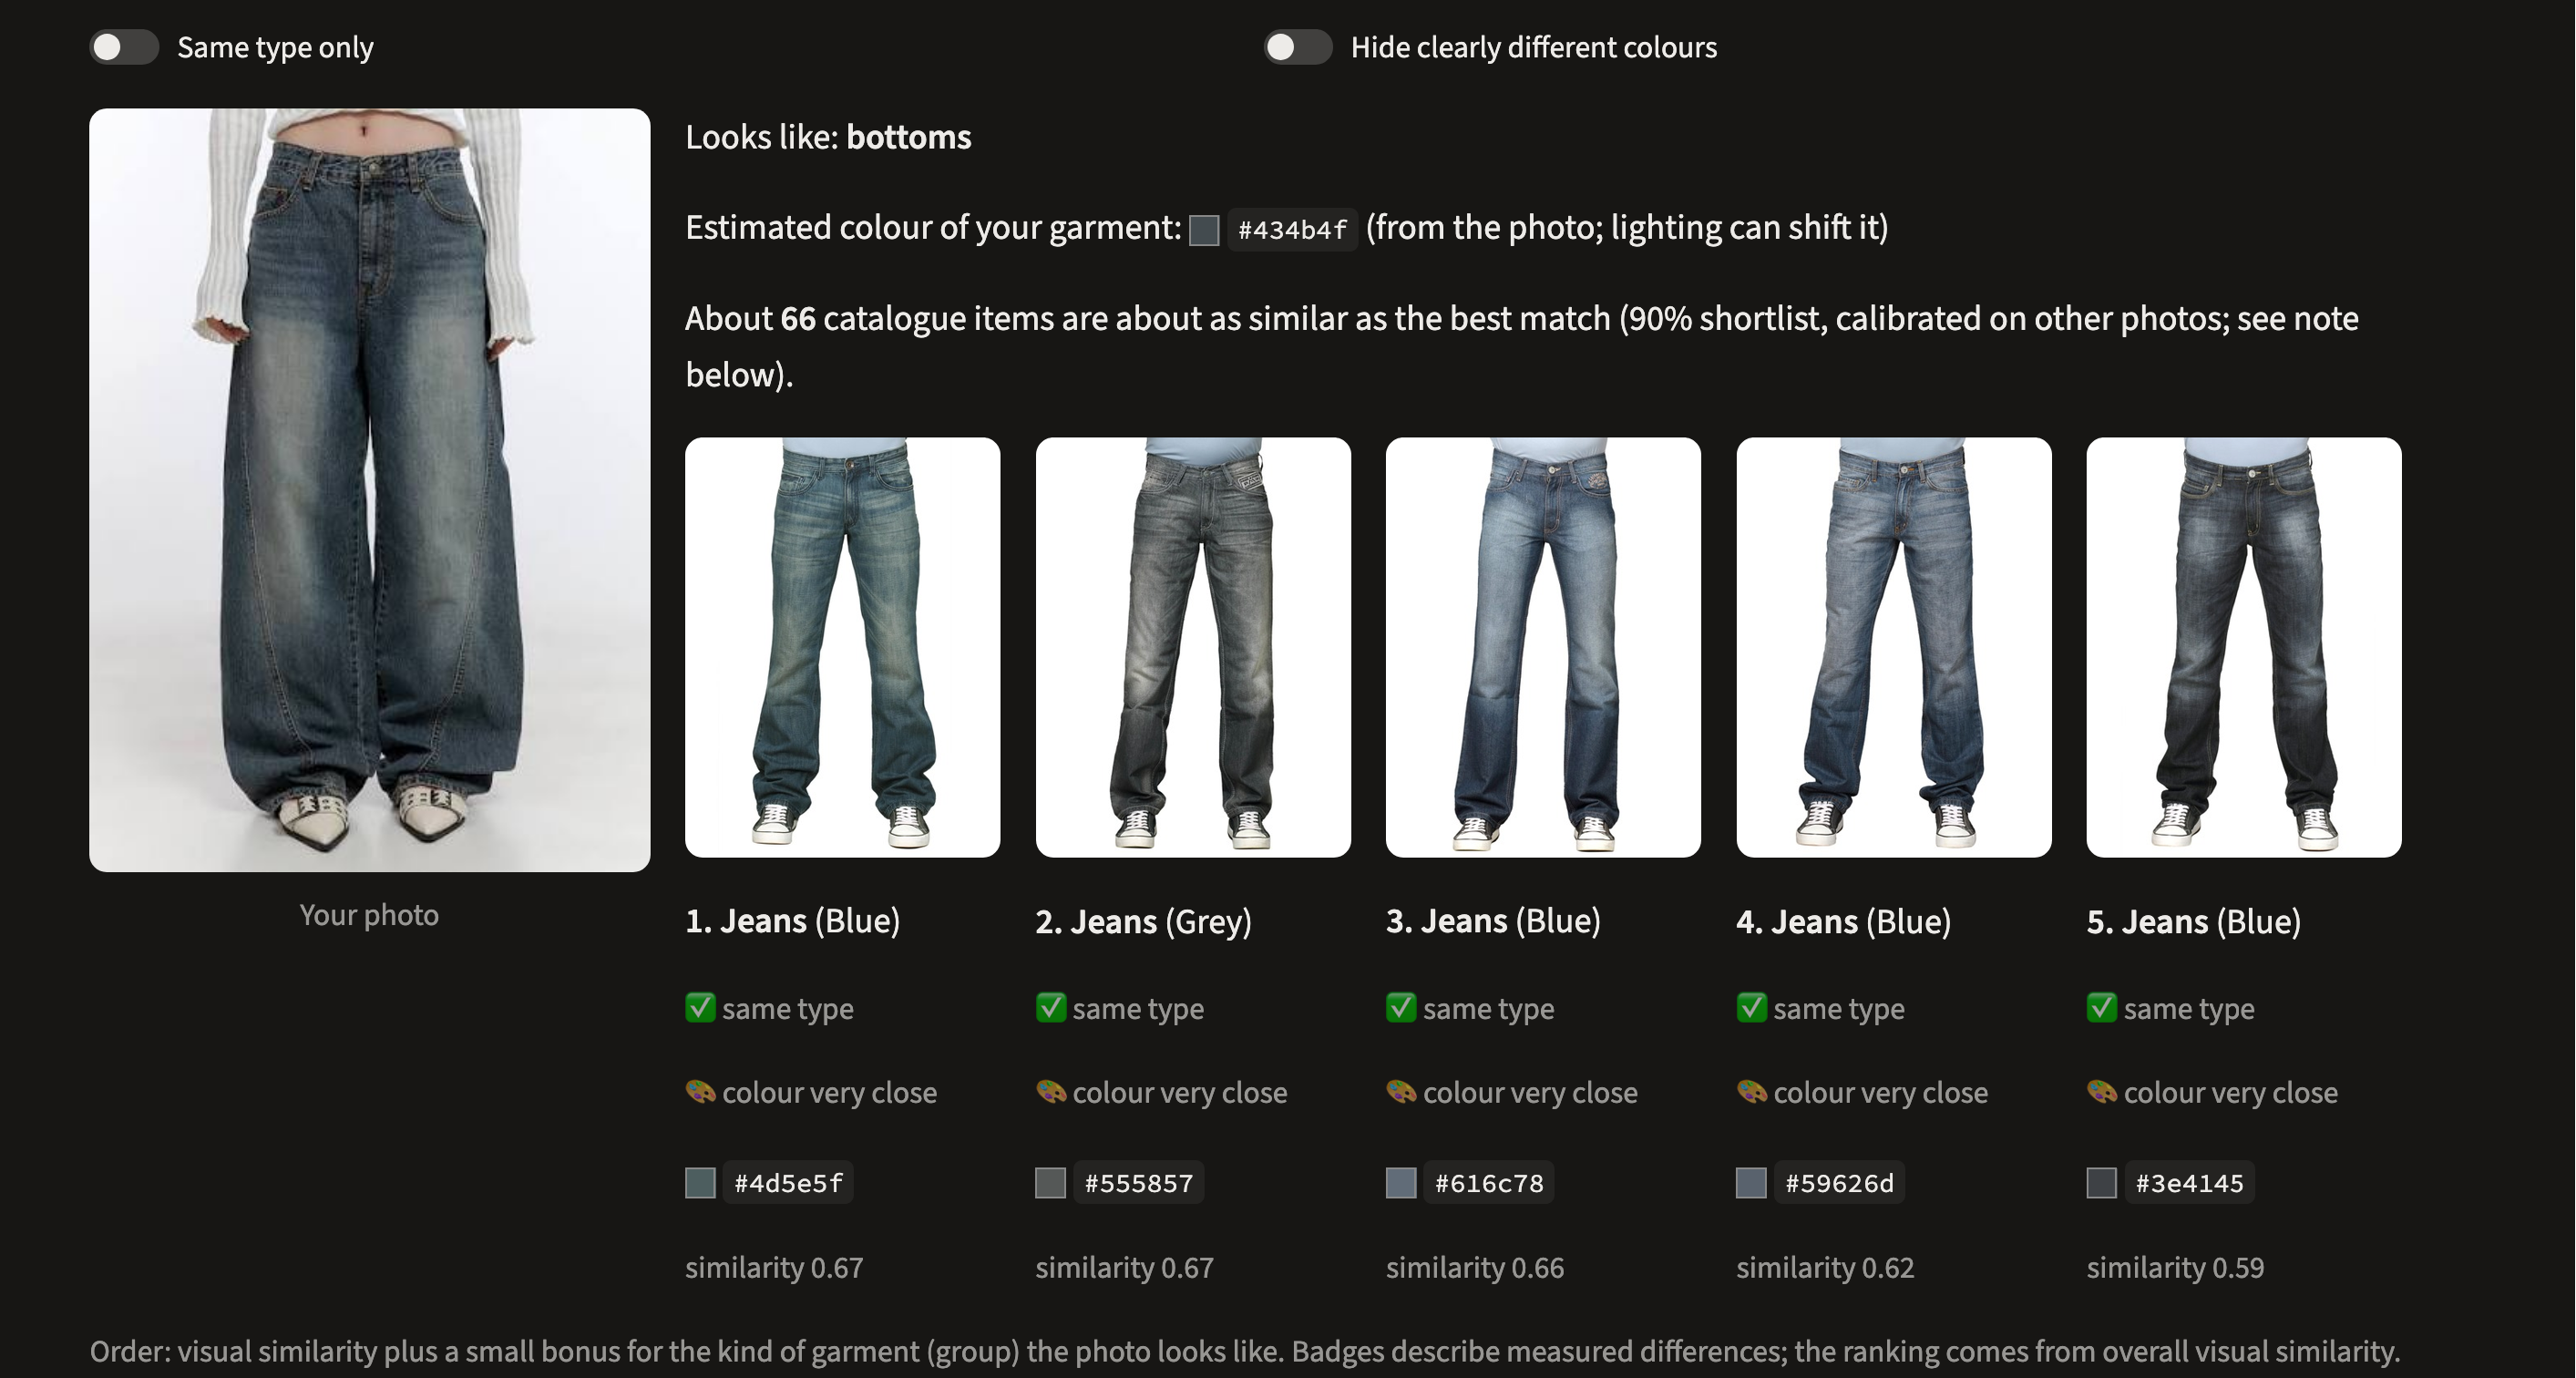 Same type only
Hide clearly different colours
Looks like: bottoms
Estimated colour of your garment: #434b4f (from the photo; lighting can shift it)
About 66 catalogue items are about as similar as the best match (90% shortlist, calibrated on other photos; see note
below).
Your photo
1. Jeans (Blue)
✅ same type
🎨 colour very close
#4d5e5f
similarity 0.67
2. Jeans (Grey)
✅ same type
🎨 colour very close
#555857
similarity 0.67
3. Jeans (Blue)
✅ same type
🎨 colour very close
#616c78
similarity 0.66
4. Jeans (Blue)
✅ same type
🎨 colour very close
#59626d
similarity 0.62
5. Jeans (Blue)
✅ same type
🎨 colour very close
#3e4145
similarity 0.59
Order: visual similarity plus a small bonus for the kind of garment (group) the photo looks like. Badges describe measured differences; the ranking comes from overall visual similarity.